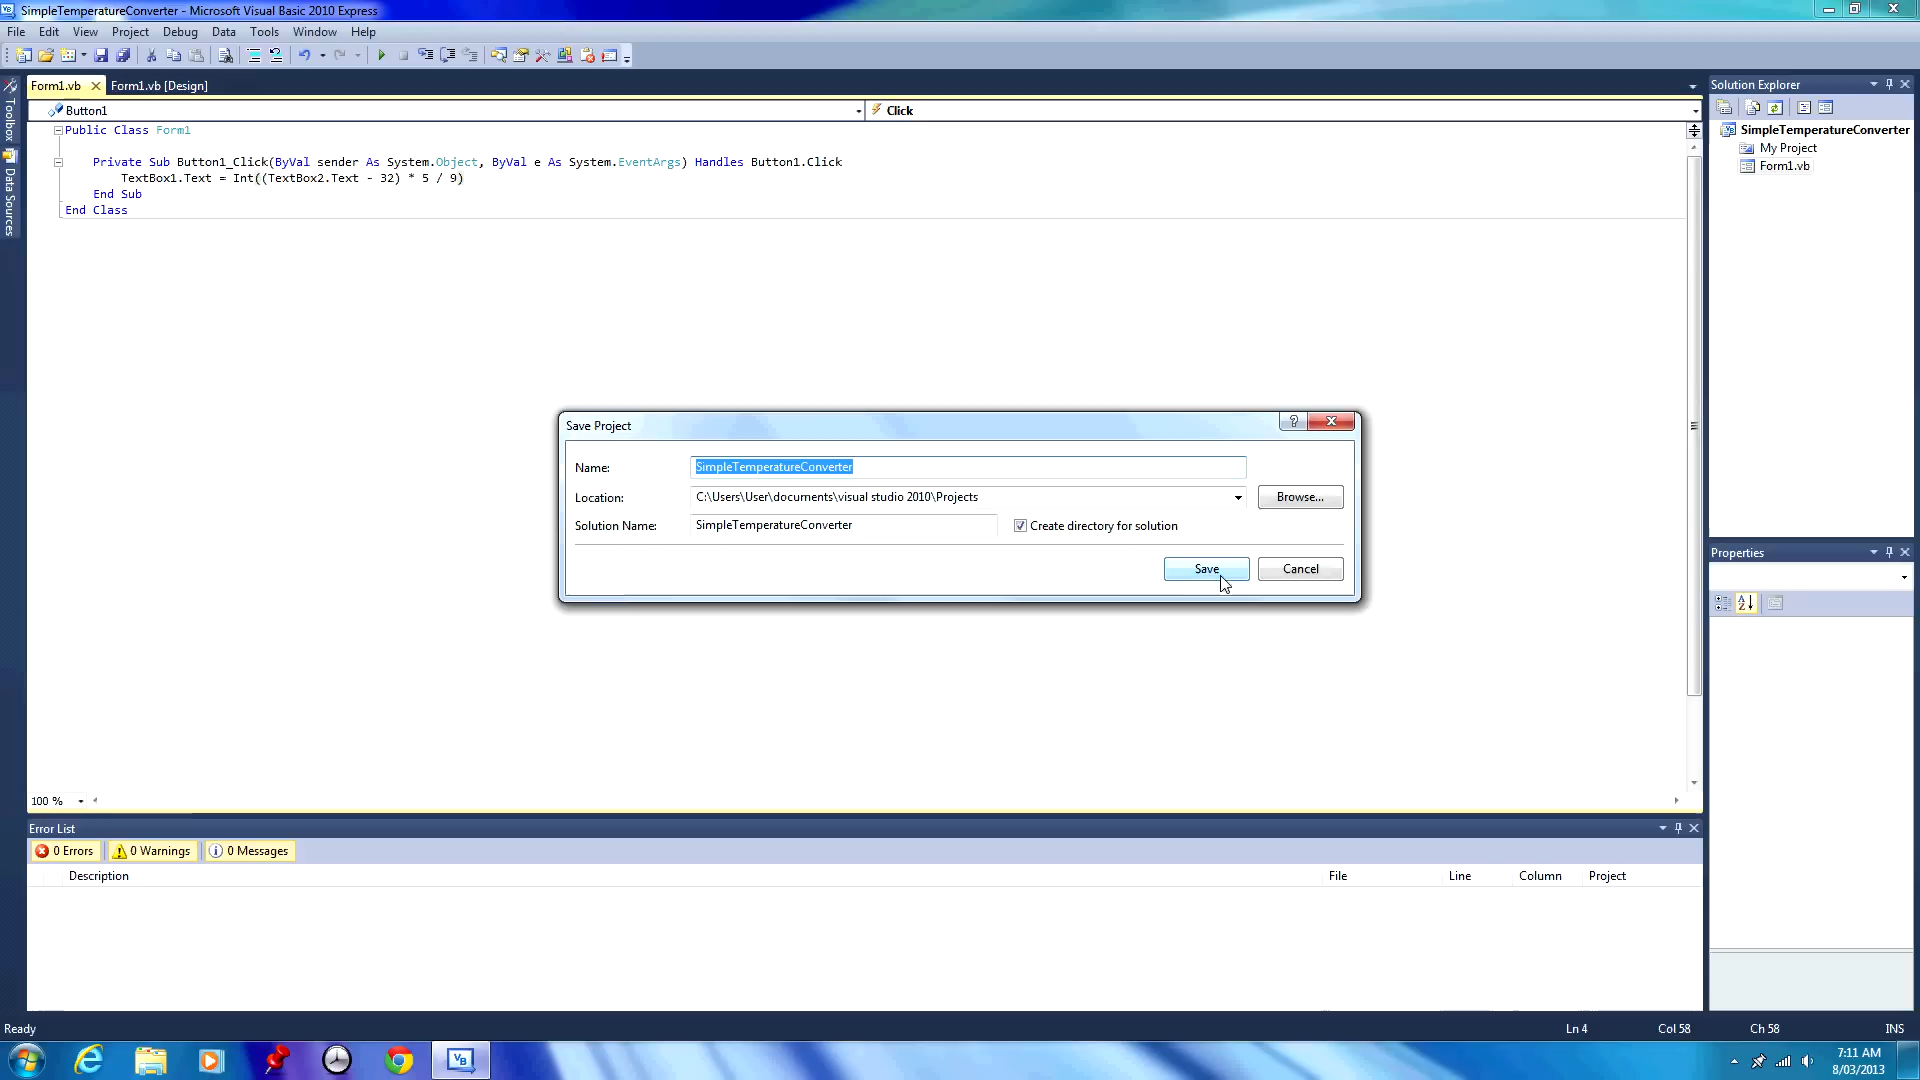 SimpleTemperatureConverter - Microsoft Visual Basic 2010 Express
File Edit View Project Debug Data Tools Window Help
Form1.vb Form1.vb [Design]
Button1 Click
Toolbox
Data Sources
Public Class Form1
Private Sub Button1_Click(ByVal sender As System.Object, ByVal e As System.EventArgs) Handles Button1.Click
TextBox1.Text = Int((TextBox2.Text - 32) * 5 / 9)
End Sub
End Class
Solution Explorer
SimpleTemperatureConverter
My Project
Form1.vb
Save Project
Name: SimpleTemperatureConverter
Location: C:\Users\User\documents\visual studio 2010\Projects Browse...
Solution Name: SimpleTemperatureConverter Create directory for solution
Save Cancel
Properties
100 %
Error List
0 Errors 0 Warnings 0 Messages
Description File Line Column Project
Ready Ln 4 Col 58 Ch 58 INS
7:11 AM
8/03/2013